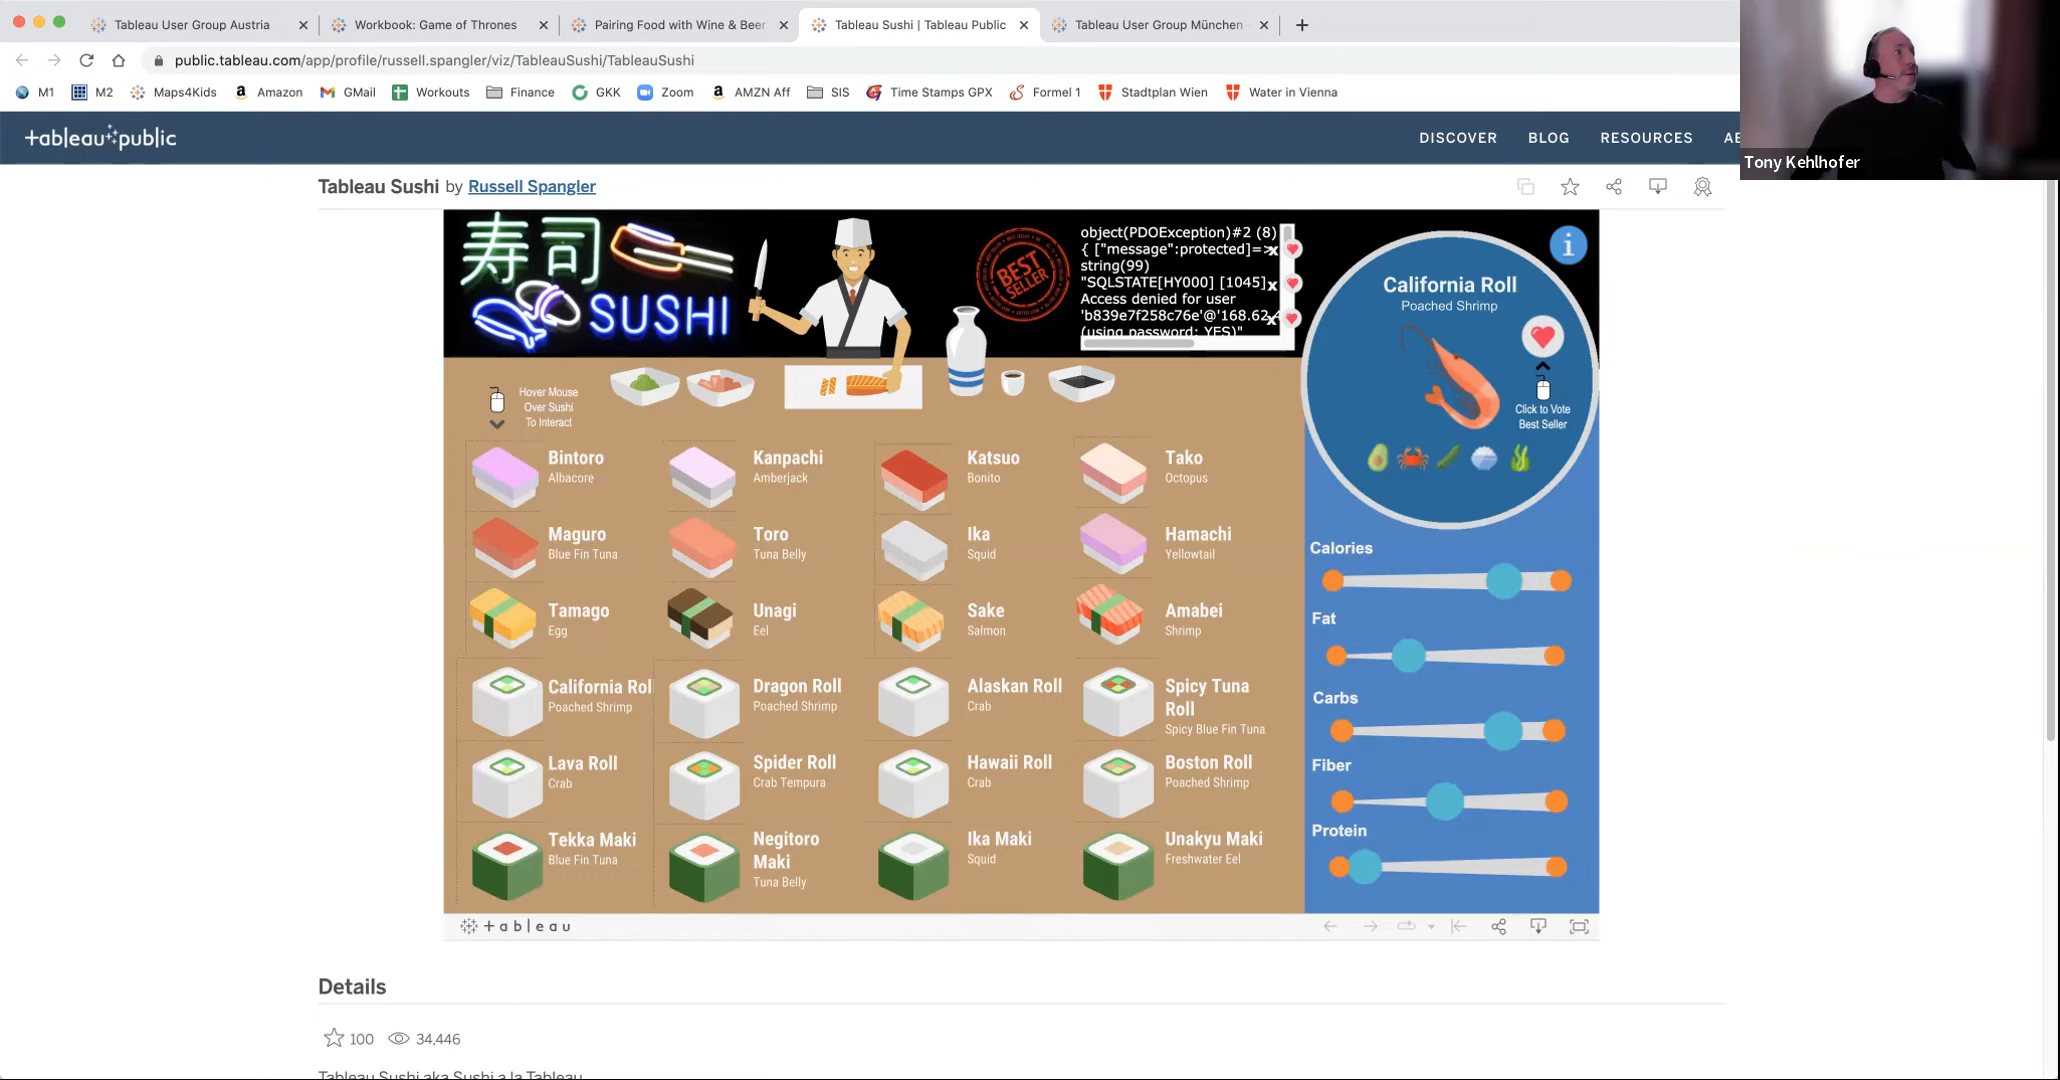 Tableau User Group Austria
Workbook: Game of Thrones
Pairing Food with Wine & Beer
Tableau Sushi | Tableau Public
Tableau User Group München -
public.tableau.com/app/profile/russell.spangler/viz/TableauSushi/TableauSushi
M1
M2
Maps4Kids
Amazon
GMail
Workouts
Finance
GKK
Zoom
AMZN Aff
SIS
Time Stamps GPX
Formel 1
Stadtplan Wien
Water in Vienna
Tony Kehlhofer
+ableau public
DISCOVER
BLOG
RESOURCES
AB
Tableau Sushi by Russell Spangler
寿司
SUSHI
BEST SELLER
object(PDOException)#2 (8)
{ ["message":protected]=>
string(99)
"SQLSTATE[HY000] [1045]
Access denied for user
'b839e7f258c76e'@'168.62.4
(using password: YES)"
x
x
x
i
California Roll
Poached Shrimp
Click to Vote
Best Seller
Hover Mouse
Over Sushi
To Interact
Bintoro
Albacore
Kanpachi
Amberjack
Katsuo
Bonito
Tako
Octopus
Maguro
Blue Fin Tuna
Toro
Tuna Belly
Ika
Squid
Hamachi
Yellowtail
Tamago
Egg
Unagi
Eel
Sake
Salmon
Amabei
Shrimp
California Roll
Poached Shrimp
Dragon Roll
Poached Shrimp
Alaskan Roll
Crab
Spicy Tuna
Roll
Spicy Blue Fin Tuna
Lava Roll
Crab
Spider Roll
Crab Tempura
Hawaii Roll
Crab
Boston Roll
Poached Shrimp
Tekka Maki
Blue Fin Tuna
Negitoro
Maki
Tuna Belly
Ika Maki
Squid
Unakyu Maki
Freshwater Eel
Calories
Fat
Carbs
Fiber
Protein
+ableau
Details
100
34,446
Tableau Sushi aka Sushi a la Tableau